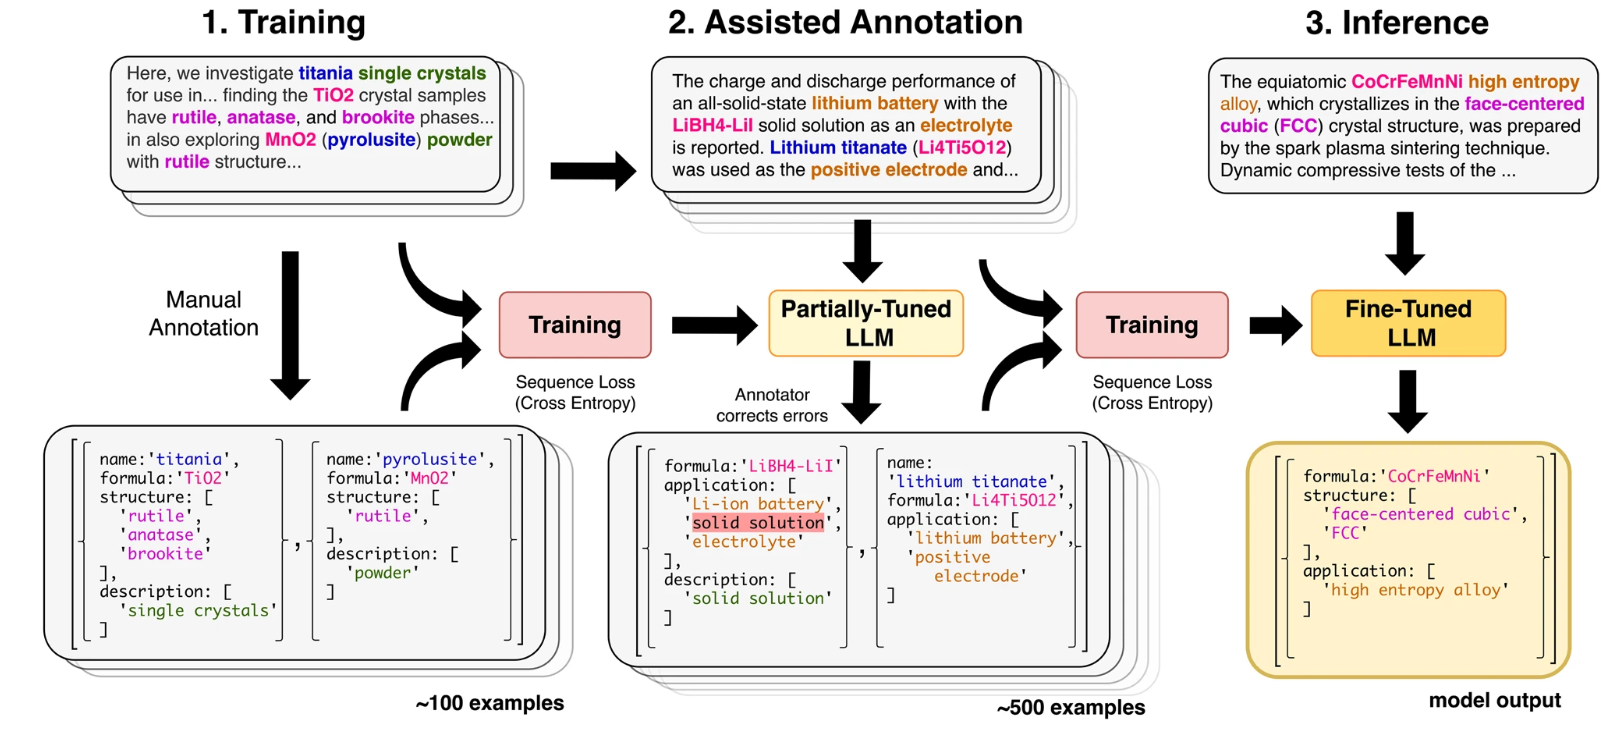 1. Training
Here, we investigate titania single crystals
for use in... finding the TiO2 crystal samples
have rutile, anatase, and brookite phases...
in also exploring MnO2 (pyrolusite) powder
with rutile structure...
Manual
Annotation
Training
Sequence Loss
(Cross Entropy)
name:'titania',
formula:'TiO2'
structure: [
'rutile',
'anatase',
'brookite'
],
description: [
'single crystals'
]
,
name:'pyrolusite',
formula:'MnO2'
structure: [
'rutile',
],
description: [
'powder'
]
~100 examples
2. Assisted Annotation
The charge and discharge performance of
an all-solid-state lithium battery with the
LiBH4-LiI solid solution as an electrolyte
is reported. Lithium titanate (Li4Ti5O12)
was used as the positive electrode and...
Partially-Tuned
LLM
Annotator
corrects errors
Training
Sequence Loss
(Cross Entropy)
formula:'LiBH4-LiI'
application: [
'Li-ion battery',
'solid solution',
'electrolyte'
],
description: [
'solid solution'
]
,
name:
'lithium titanate',
formula:'Li4Ti5O12',
application: [
'lithium battery',
'positive
electrode'
]
~500 examples
3. Inference
The equiatomic CoCrFeMnNi high entropy
alloy, which crystallizes in the face-centered
cubic (FCC) crystal structure, was prepared
by the spark plasma sintering technique.
Dynamic compressive tests of the ...
Fine-Tuned
LLM
formula:'CoCrFeMnNi'
structure: [
'face-centered cubic',
'FCC'
],
application: [
'high entropy alloy'
]
model output